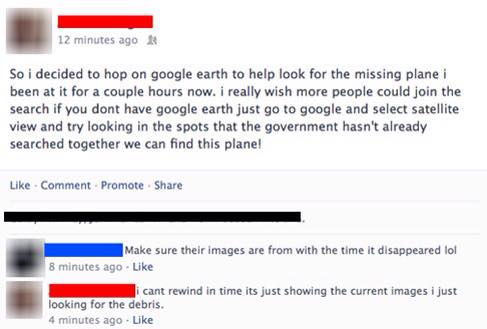 12 minutes ago
So i decided to hop on google earth to help look for the missing plane i
been at it for a couple hours now. i really wish more people could join the
search if you dont have google earth just go to google and select satellite
view and try looking in the spots that the government hasn't already
searched together we can find this plane!
Like · Comment · Promote · Share
Make sure their images are from with the time it disappeared lol
8 minutes ago · Like
i cant rewind in time its just showing the current images i just
looking for the debris.
4 minutes ago · Like